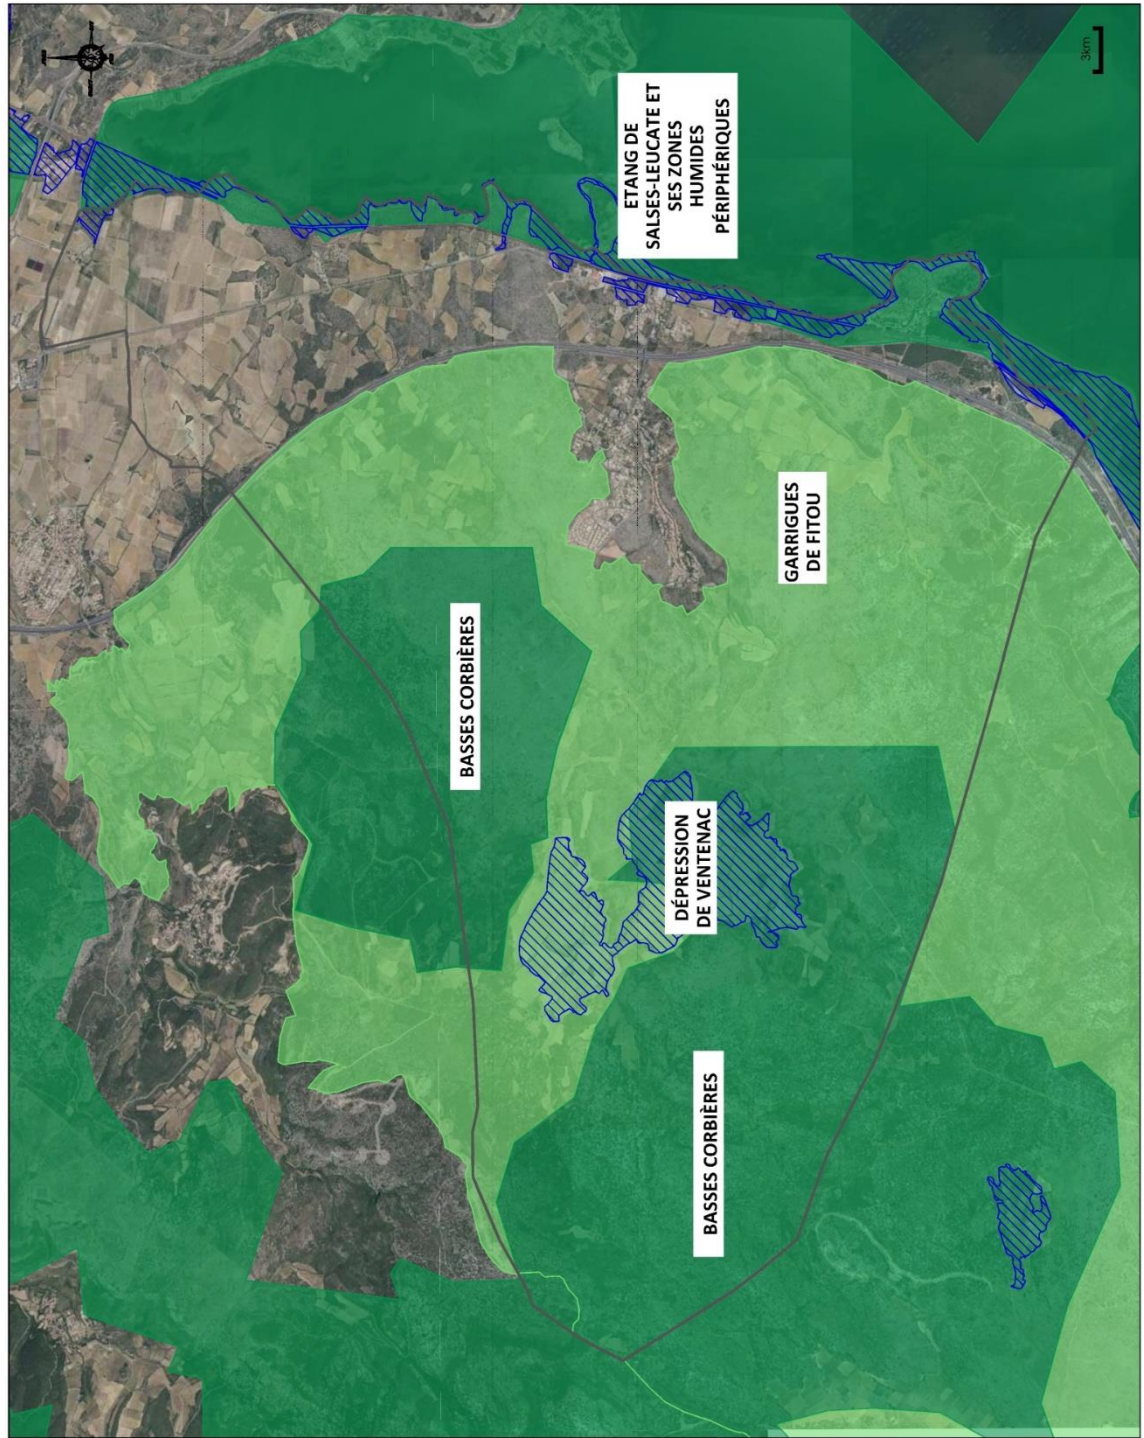 ETANG DE
SALSES-LEUCATE ET
SES ZONES
HUMIDES
PÉRIPHÉRIQUES
GARRIGUES
DE FITOU
BASSES CORBIÈRES
DÉPRESSION
DE VENTENAC
BASSES CORBIÈRES
3km